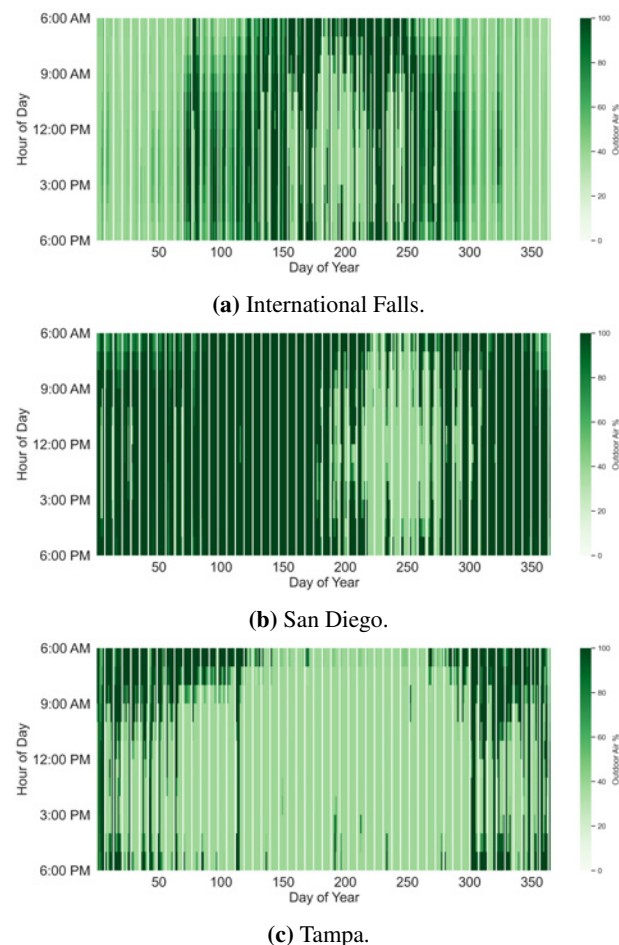 6:00 AM
9:00 AM
12:00 PM
3:00 PM
6:00 PM
Hour of Day
50 100 150 200 250 300 350
Day of Year
100
80
60
40
20
0
Outdoor Air %
(a) International Falls.
6:00 AM
9:00 AM
12:00 PM
3:00 PM
6:00 PM
Hour of Day
50 100 150 200 250 300 350
Day of Year
100
80
60
40
20
0
Outdoor Air %
(b) San Diego.
6:00 AM
9:00 AM
12:00 PM
3:00 PM
6:00 PM
Hour of Day
50 100 150 200 250 300 350
Day of Year
100
80
60
40
20
0
Outdoor Air %
(c) Tampa.